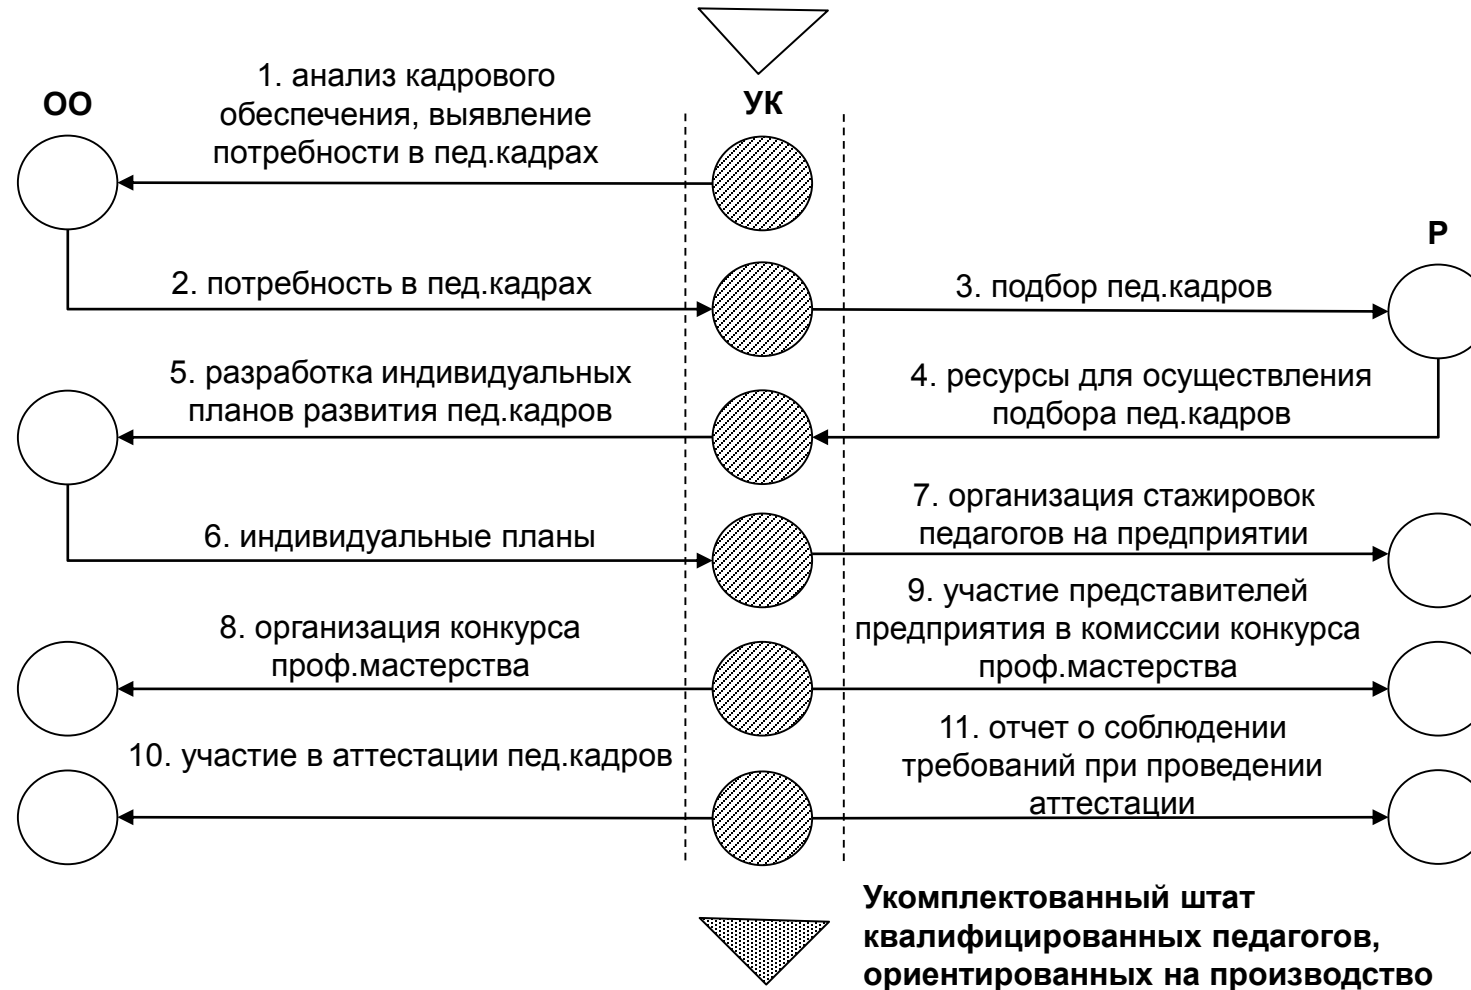 ОО
1. анализ кадрового
обеспечения, выявление
потребности в пед.кадрах
УК
Р
2. потребность в пед.кадрах
3. подбор пед.кадров
5. разработка индивидуальных
планов развития пед.кадров
4. ресурсы для осуществления
подбора пед.кадров
6. индивидуальные планы
7. организация стажировок
педагогов на предприятии
8. организация конкурса
проф.мастерства
9. участие представителей
предприятия в комиссии конкурса
проф.мастерства
10. участие в аттестации пед.кадров
11. отчет о соблюдении
требований при проведении
аттестации
Укомплектованный штат
квалифицированных педагогов,
ориентированных на производство